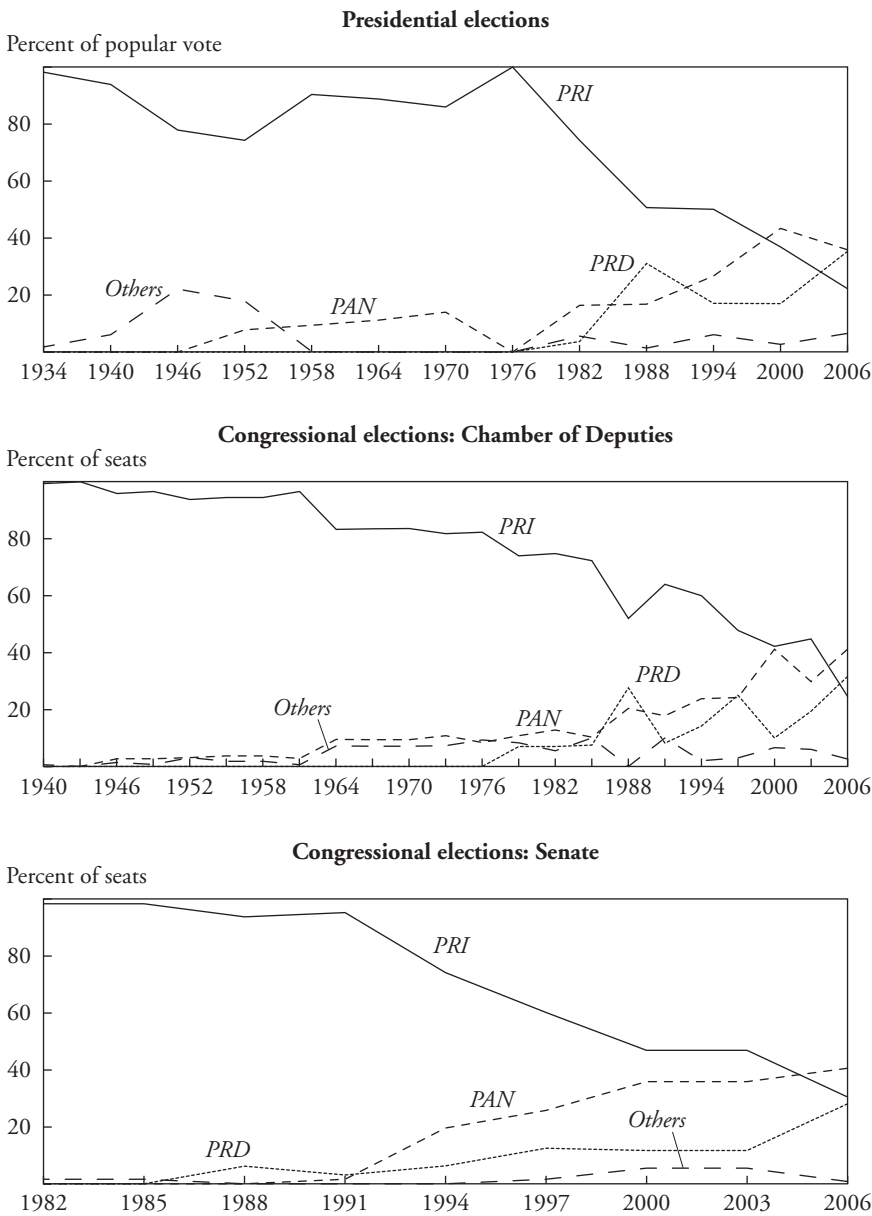 Presidential elections
Percent of popular vote
PRI
80
60
40
PRD
Others
PAN
20
1934 1940 1946 1952 1958 1964 1970 1976 1982 1988 1994 2000 2006
Congressional elections: Chamber of Deputies
Percent of seats
PRI
80
60
40
PRD
Others
PAN
20
1940 1946 1952 1958 1964 1970 1976 1982 1988 1994 2000 2006
Congressional elections: Senate
Percent of seats
PRI
80
60
40
PAN
Others
20
PRD
1982 1985 1988 1991 1994 1997 2000 2003 2006